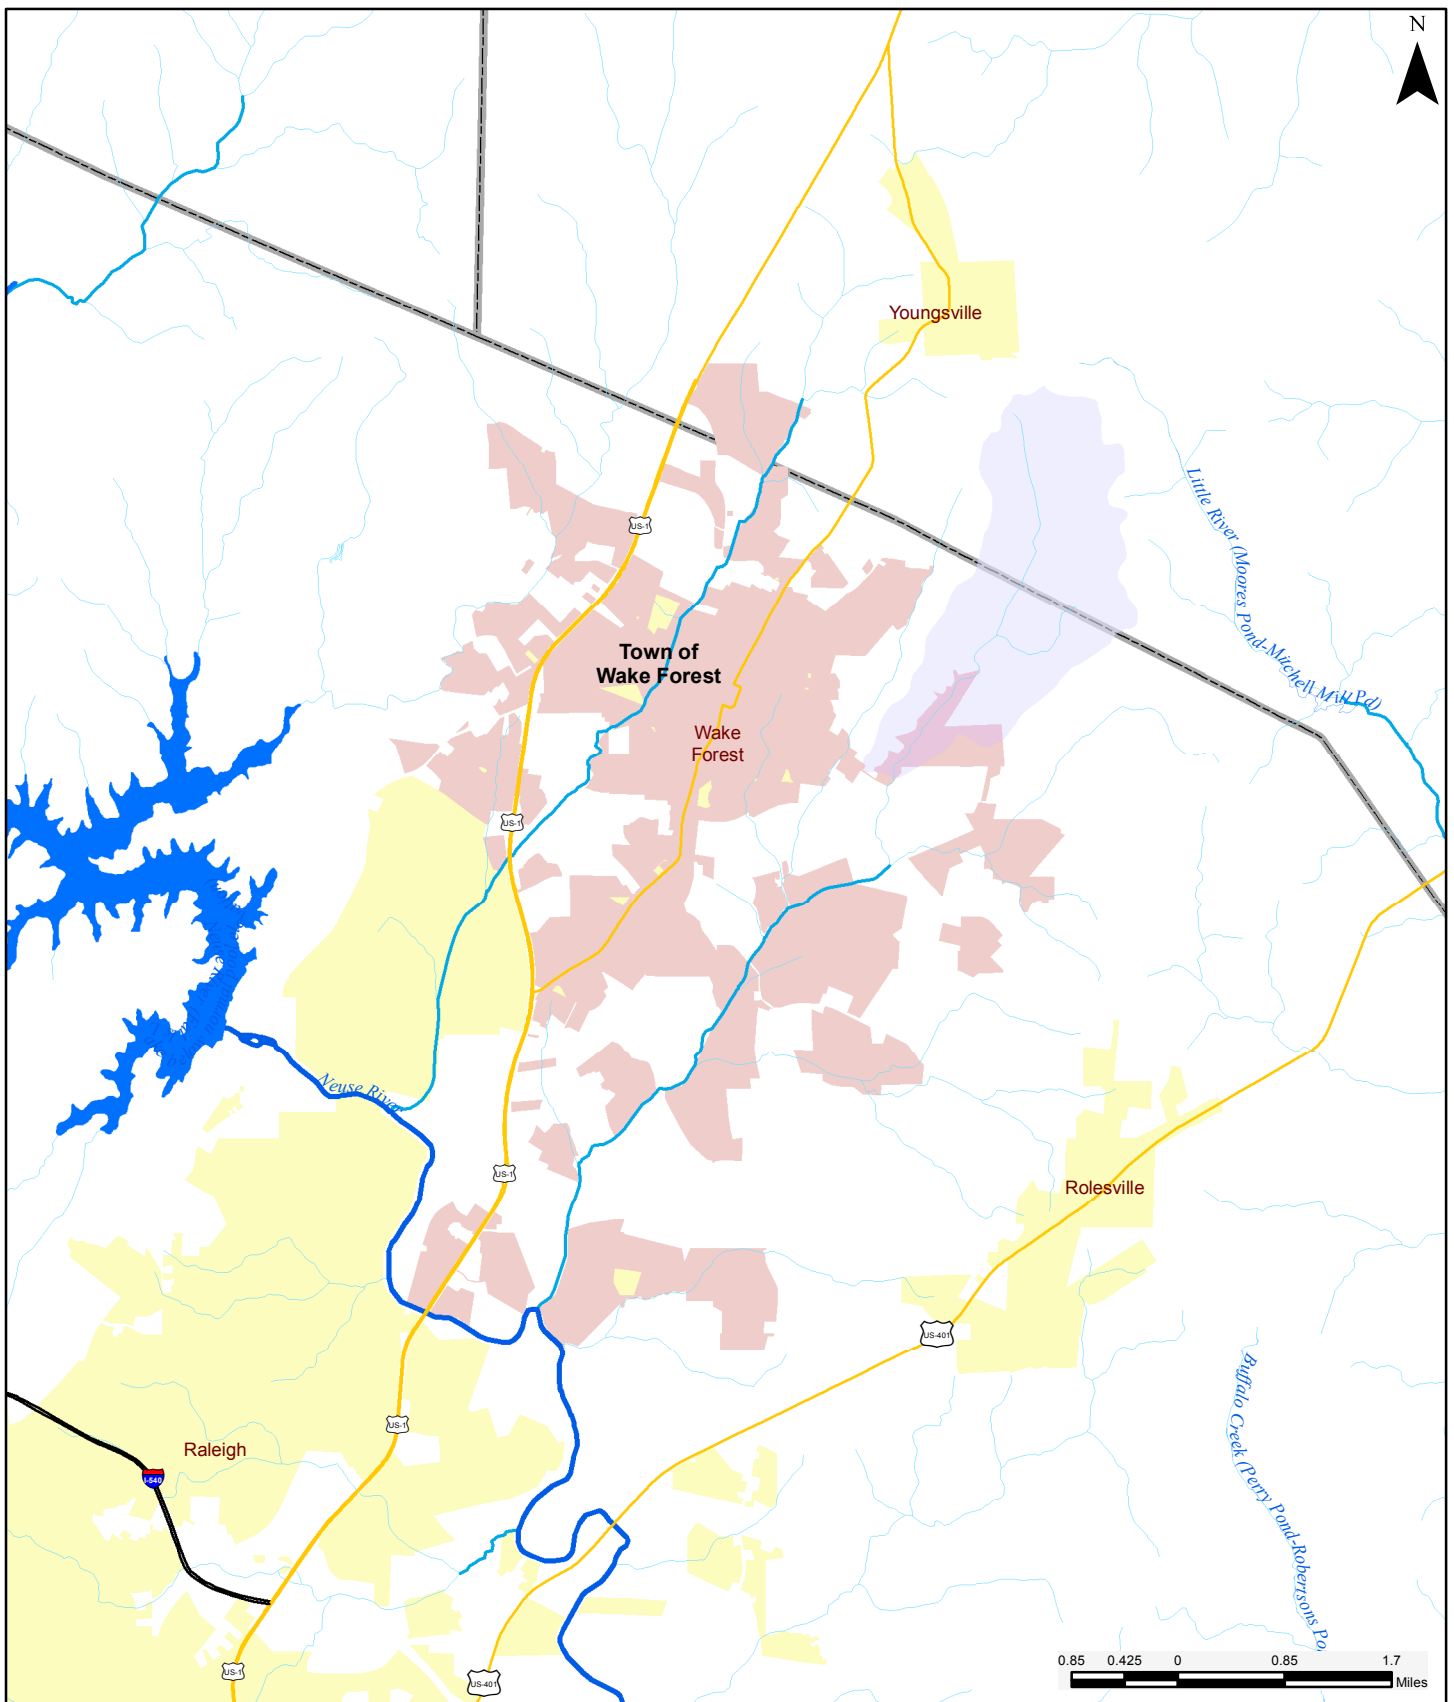 N
Youngsville
US-1
Little River (Moores Pond-Mitchell Mill Pd)
Town of
Wake Forest
Wake
Forest
US-1
Neuse River
US-1
Rolesville
US-401
Buffalo Creek (Perry Pond-Robertsons Po
US-1
Raleigh
I-540
US-1
US-401
0.85 0.425 0 0.85 1.7
Miles